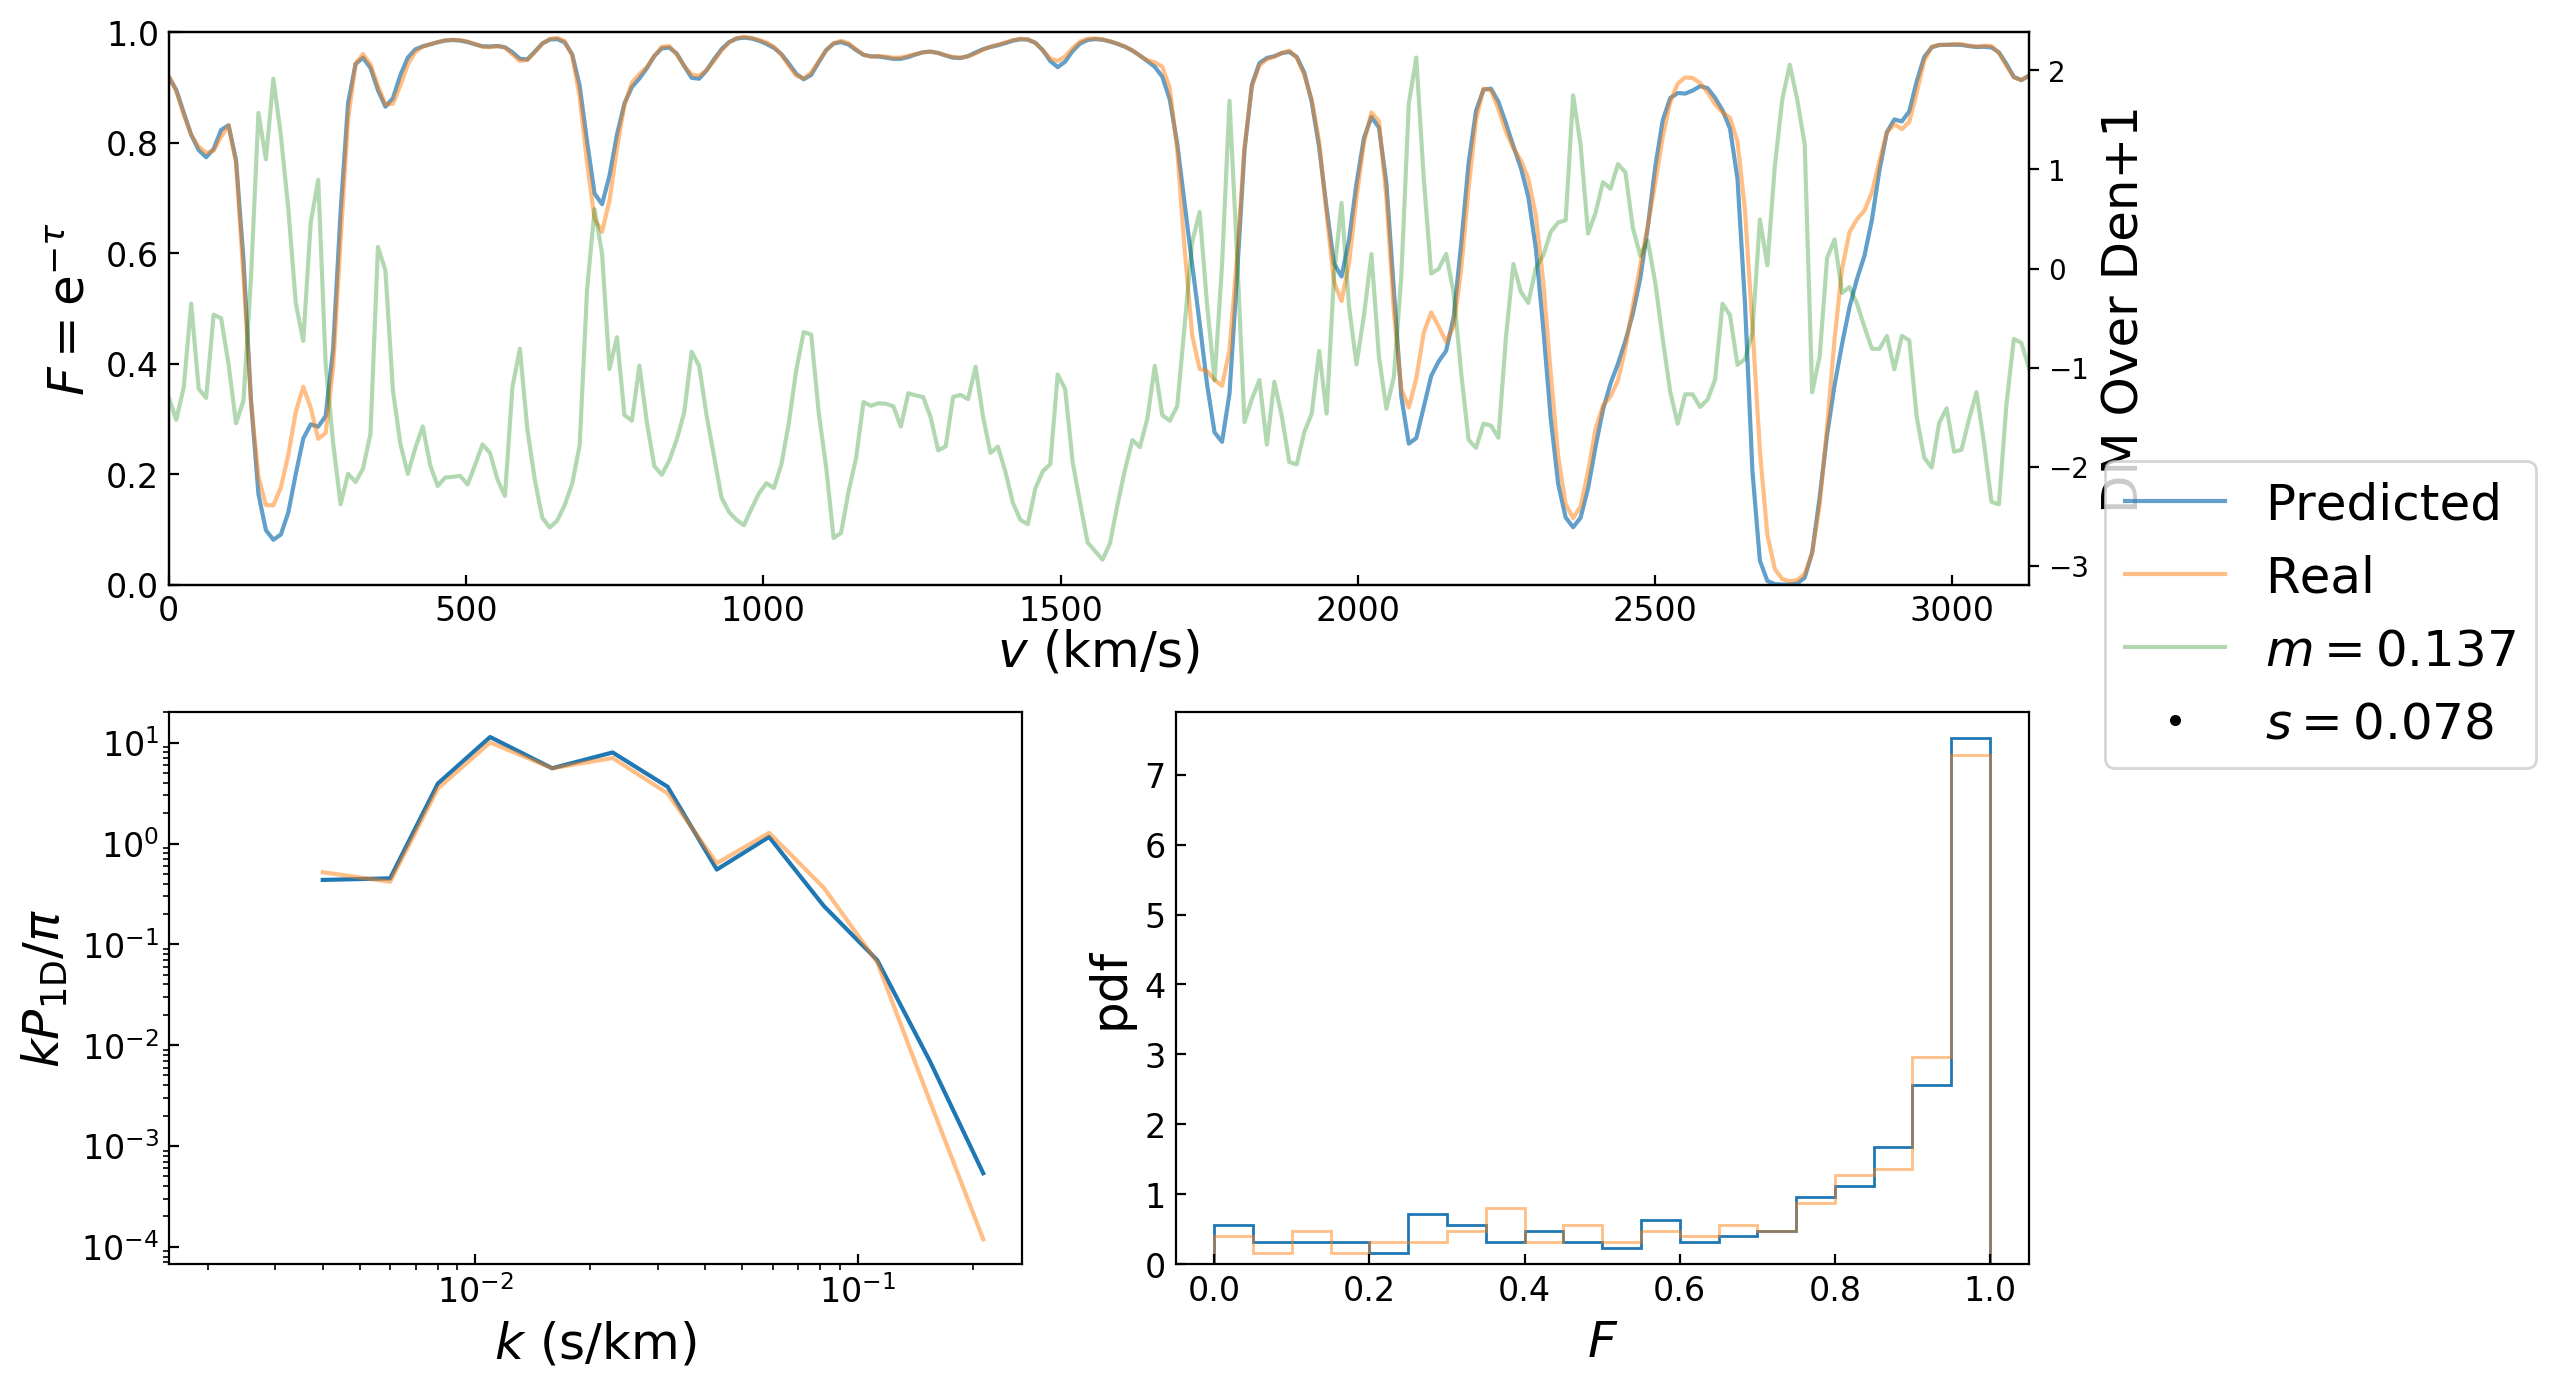 1.0
0.8
0.6
0.4
0.2
0.0
F = e^{−τ}
0 500 1000 1500 2000 2500 3000
v (km/s)
2
1
0
−1
−2
−3
DM Over Den+1
Predicted
Real
m = 0.137
s = 0.078
10^1
10^0
10^{−1}
10^{−2}
10^{−3}
10^{−4}
kP_{1D}/π
10^{−2} 10^{−1}
k (s/km)
7
6
5
4
3
2
1
0
pdf
0.0 0.2 0.4 0.6 0.8 1.0
F